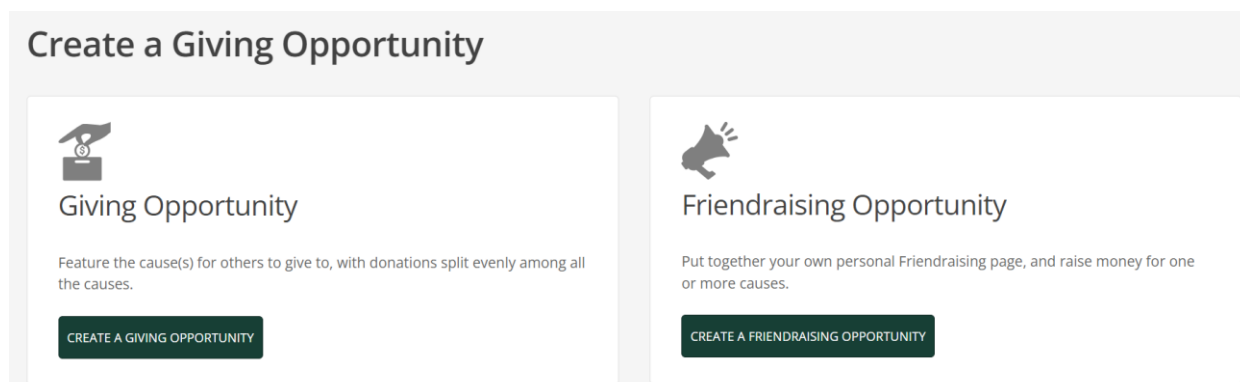 Create a Giving Opportunity
$
Giving Opportunity
Feature the cause(s) for others to give to, with donations split evenly among all
the causes.
CREATE A GIVING OPPORTUNITY
Friendraising Opportunity
Put together your own personal Friendraising page, and raise money for one
or more causes.
CREATE A FRIENDRAISING OPPORTUNITY